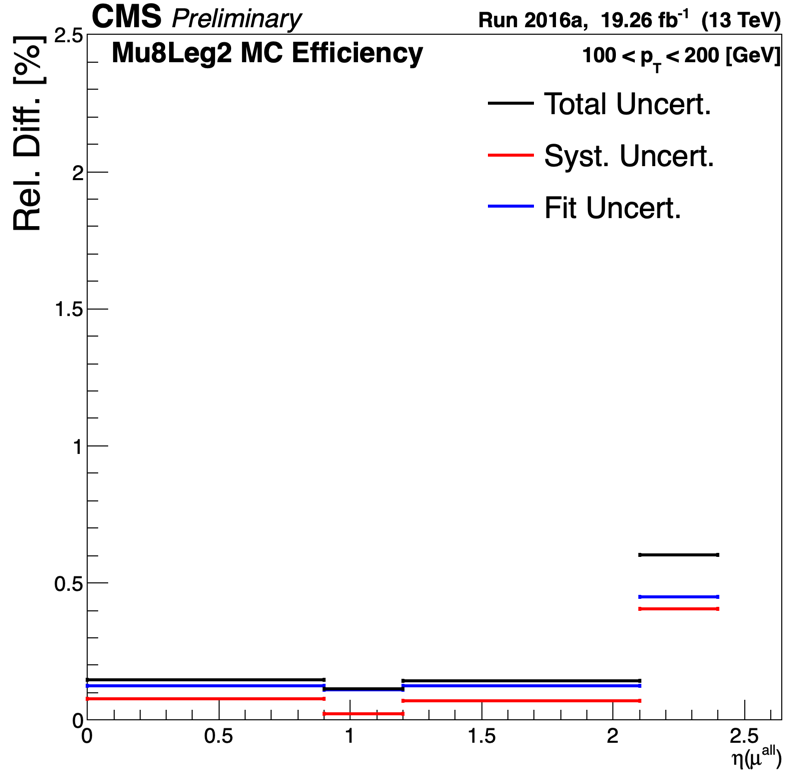 CMS Preliminary
Run 2016a, 19.26 fb⁻¹ (13 TeV)
Mu8Leg2 MC Efficiency
100 < p_T < 200 [GeV]
Total Uncert.
Syst. Uncert.
Fit Uncert.
Rel. Diff. [%]
2.5
2
1.5
1
0.5
0
0 0.5 1 1.5 2 2.5
η(μ^all)